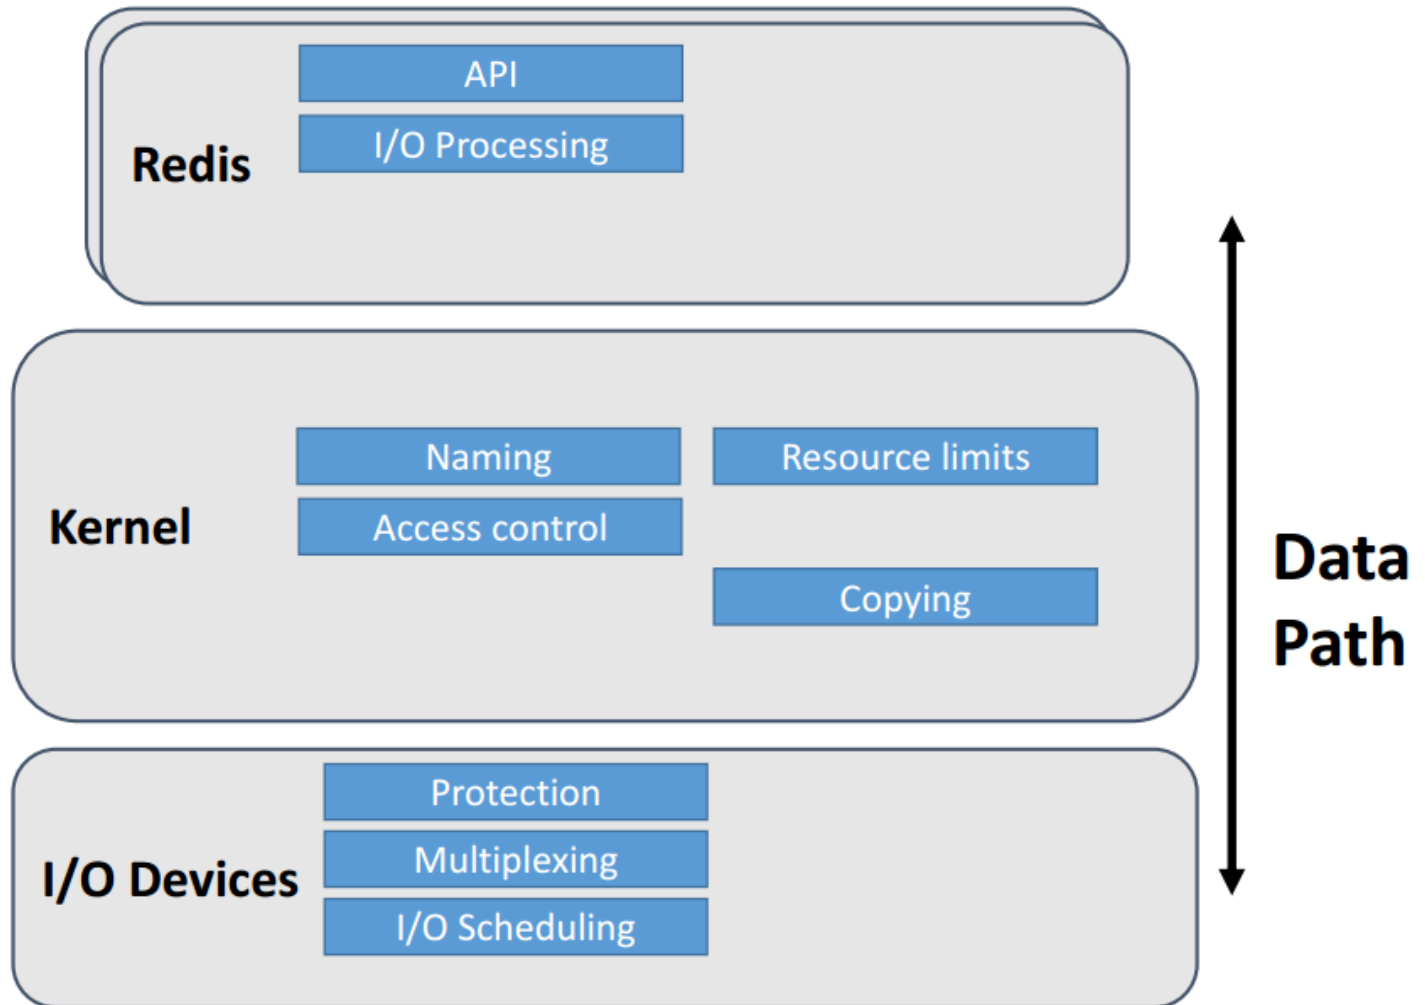 API
I/O Processing
Redis
Naming
Resource limits
Access control
Kernel
Copying
Data
Path
Protection
Multiplexing
I/O Devices
I/O Scheduling